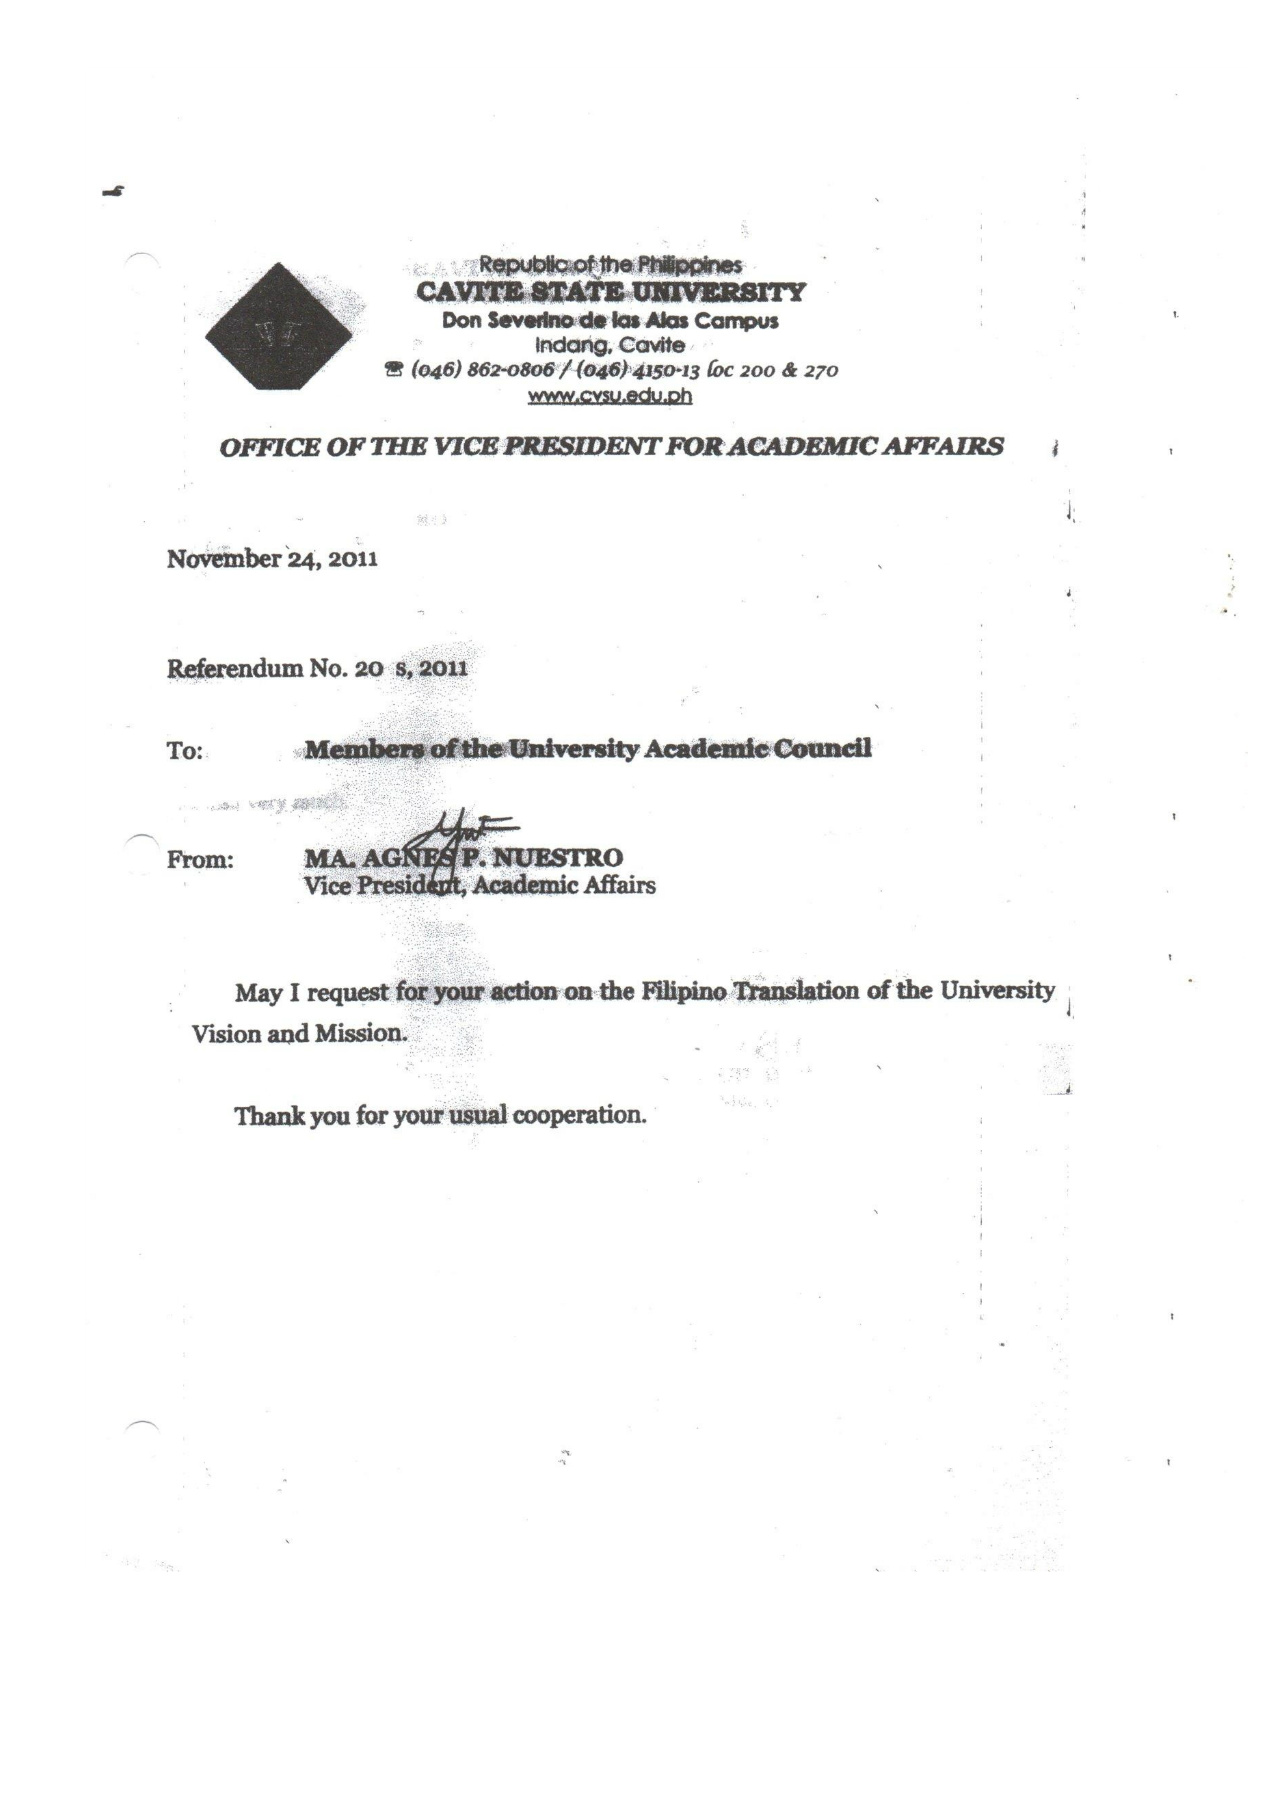 Republic of the Philippines
CAVITE STATE UNIVERSITY
Don Severino de las Alas Campus
Indang, Cavite
☎ (046) 862-0806 / (046) 4150-13 loc 200 & 270
www.cvsu.edu.ph
OFFICE OF THE VICE PRESIDENT FOR ACADEMIC AFFAIRS
November 24, 2011
Referendum No. 20 s, 2011
To: Members of the University Academic Council
very much
From: MA. AGNES P. NUESTRO
Vice President, Academic Affairs
May I request for your action on the Filipino Translation of the University
Vision and Mission.
Thank you for your usual cooperation.